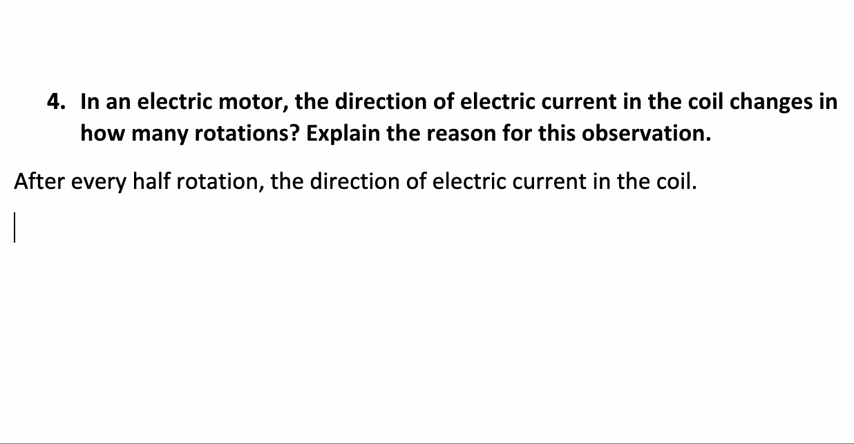 4. In an electric motor, the direction of electric current in the coil changes in
how many rotations? Explain the reason for this observation.
After every half rotation, the direction of electric current in the coil.